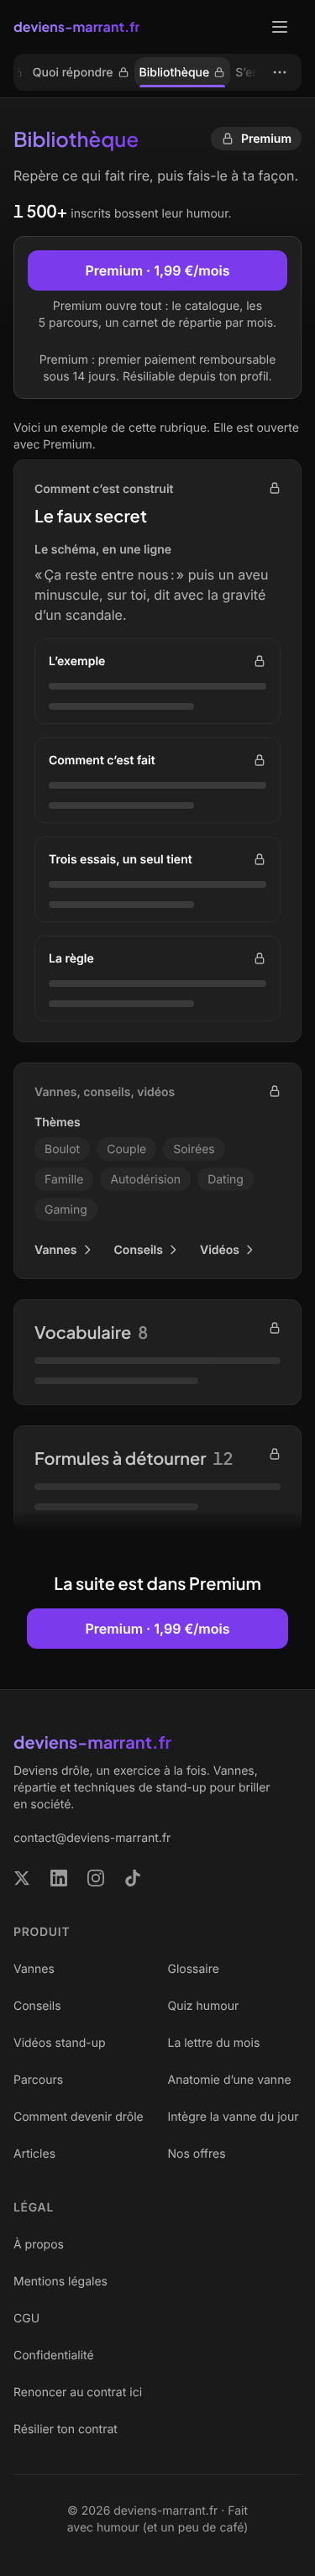 deviens-marrant.fr
Quoi répondre
Bibliothèque
Bibliothèque
Premium
Repère ce qui fait rire, puis fais-le à ta façon.
1 500+ inscrits bossent leur humour.
Premium · 1,99 €/mois
Premium ouvre tout : le catalogue, les
5 parcours, un carnet de répartie par mois.
Premium : premier paiement remboursable
sous 14 jours. Résiliable depuis ton profil.
Voici un exemple de cette rubrique. Elle est ouverte
avec Premium.
Comment c’est construit
Le faux secret
Le schéma, en une ligne
« Ça reste entre nous : » puis un aveu
minuscule, sur toi, dit avec la gravité
d’un scandale.
L’exemple
Comment c’est fait
Trois essais, un seul tient
La règle
Vannes, conseils, vidéos
Thèmes
Boulot
Couple
Soirées
Famille
Autodérision
Dating
Gaming
Vannes
Conseils
Vidéos
Vocabulaire 8
Formules à détourner 12
La suite est dans Premium
Premium · 1,99 €/mois
deviens-marrant.fr
Deviens drôle, un exercice à la fois. Vannes,
répartie et techniques de stand-up pour briller
en société.
contact@deviens-marrant.fr
PRODUIT
Vannes
Glossaire
Conseils
Quiz humour
Vidéos stand-up
La lettre du mois
Parcours
Anatomie d’une vanne
Comment devenir drôle
Intègre la vanne du jour
Articles
Nos offres
LÉGAL
À propos
Mentions légales
CGU
Confidentialité
Renoncer au contrat ici
Résilier ton contrat
© 2026 deviens-marrant.fr · Fait
avec humour (et un peu de café)